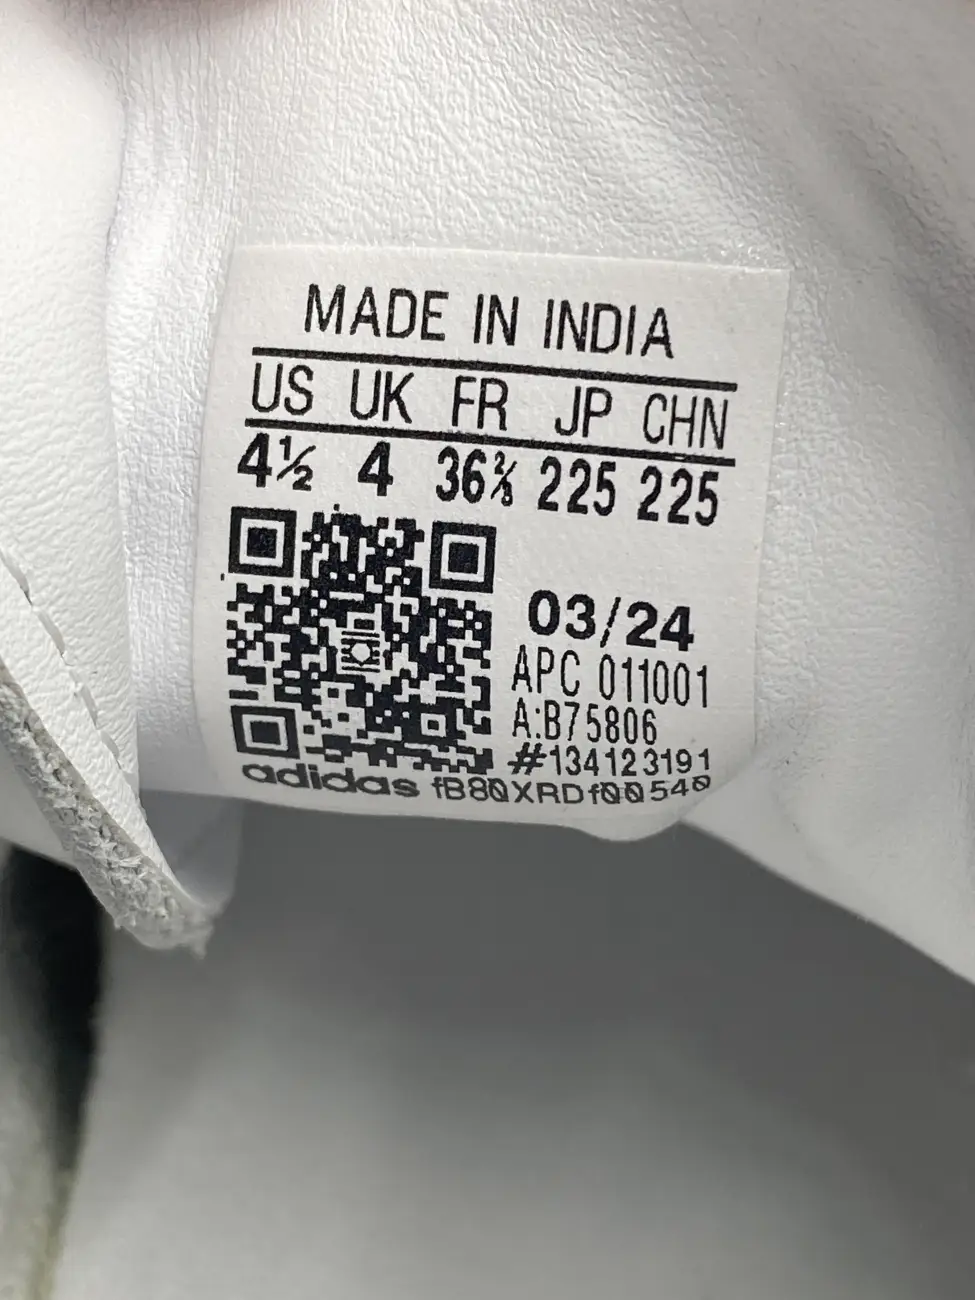 MADE IN INDIA
US UK FR JP CHN
4½ 4 36⅔ 225 225
03/24
APC 011001
A:B75806
#134123191
adidas fB80XRDf00540